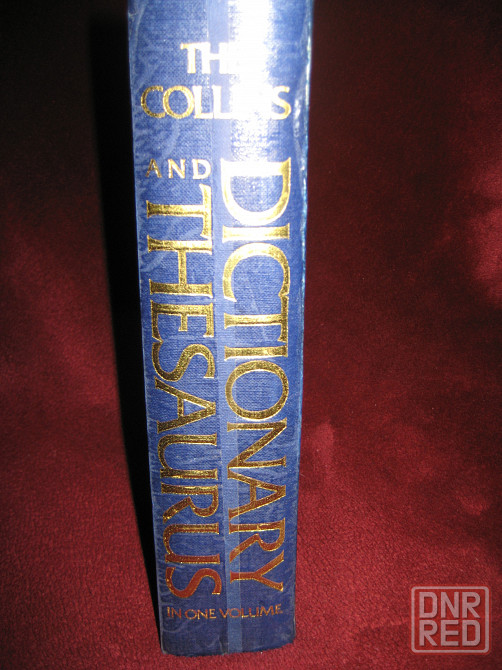 THE
COLLINS
DICTIONARY
AND THESAURUS
IN ONE VOLUME
DNR
RED